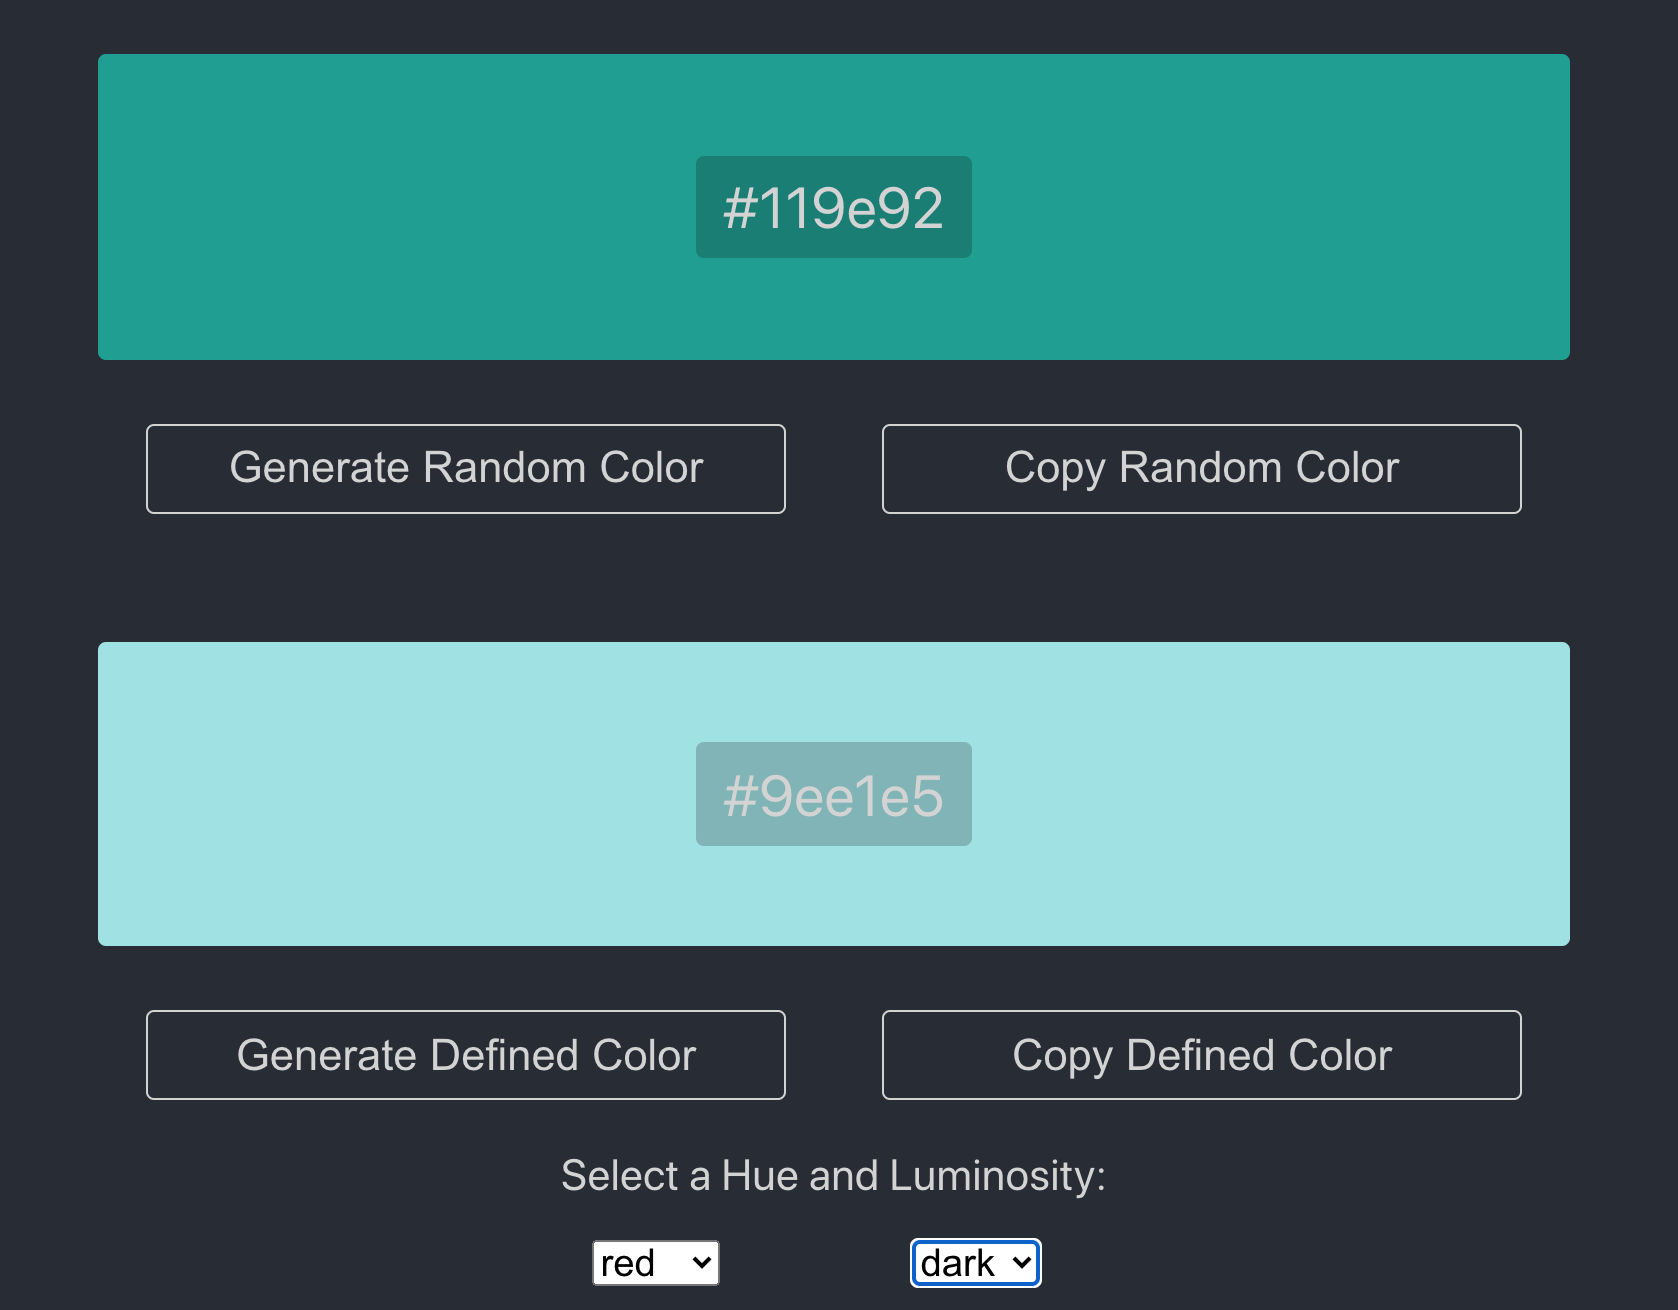 #119e92
Generate Random Color
Copy Random Color
#9ee1e5
Generate Defined Color
Copy Defined Color
Select a Hue and Luminosity:
red
dark